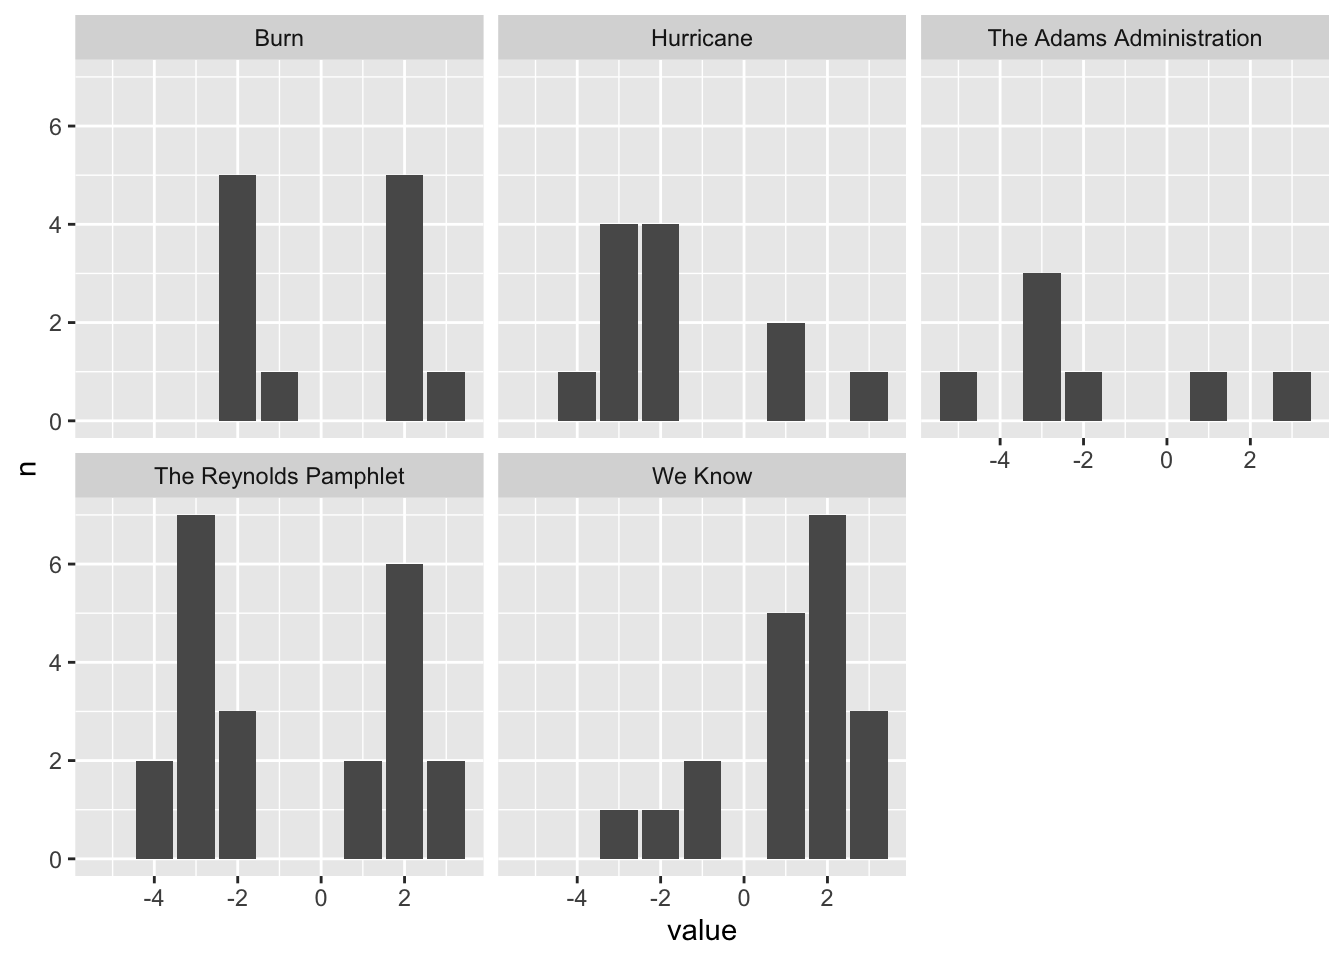 Burn
Hurricane
The Adams Administration
6
4
2
0
-4 -2 0 2
n
The Reynolds Pamphlet
We Know
6
4
2
0
-4 -2 0 2
-4 -2 0 2
value